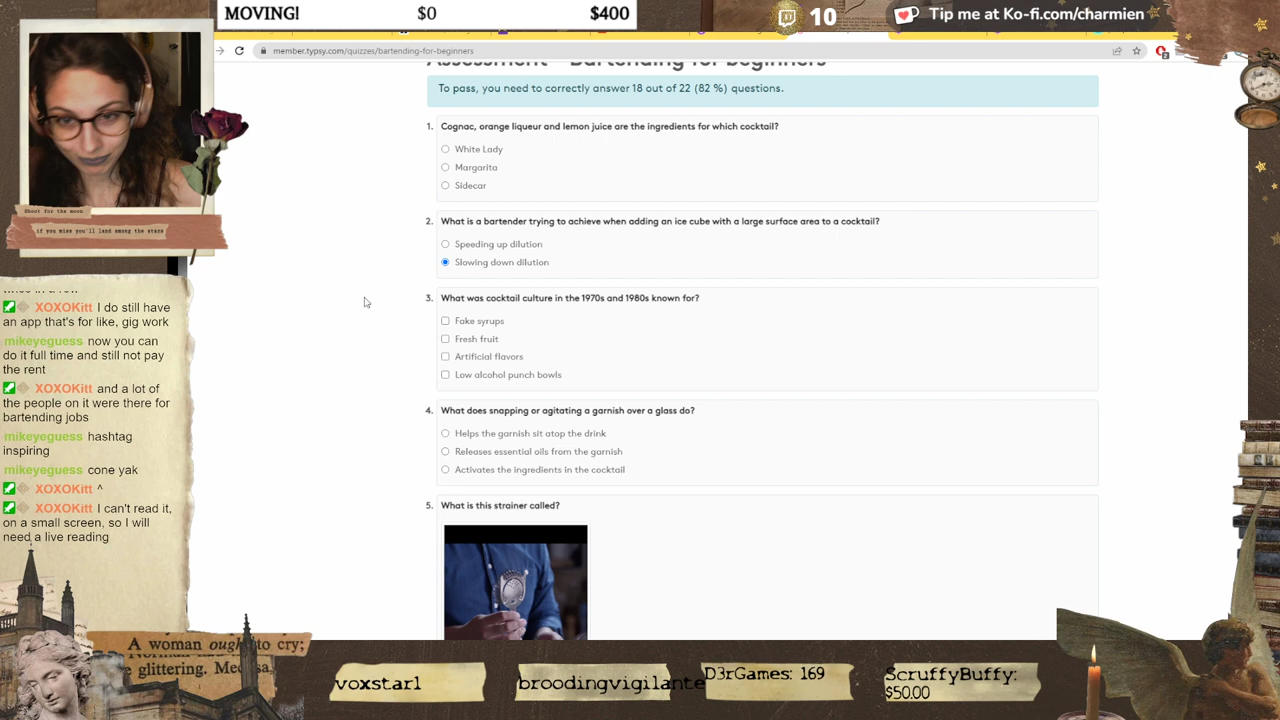 MOVING!
$0
$400
10
Tip me at Ko-fi.com/charmien
member.typsy.com/quizzes/bartending-for-beginners
Assessment - Bartending for beginners
To pass, you need to correctly answer 18 out of 22 (82 %) questions.
1. Cognac, orange liqueur and lemon juice are the ingredients for which cocktail?
White Lady
Margarita
Sidecar
2. What is a bartender trying to achieve when adding an ice cube with a large surface area to a cocktail?
Speeding up dilution
Slowing down dilution
3. What was cocktail culture in the 1970s and 1980s known for?
Fake syrups
Fresh fruit
Artificial flavors
Low alcohol punch bowls
4. What does snapping or agitating a garnish over a glass do?
Helps the garnish sit atop the drink
Releases essential oils from the garnish
Activates the ingredients in the cocktail
5. What is this strainer called?
Shoot for the moon
if you miss you'll land among the stars
XOXOKitt I do still have
an app that's for like, gig work
mikeyeguess now you can
do it full time and still not pay
the rent
XOXOKitt and a lot of
the people on it were there for
bartending jobs
mikeyeguess hashtag
inspiring
mikeyeguess cone yak
XOXOKitt ^
XOXOKitt I can't read it,
on a small screen, so I will
need a live reading
A woman ought to cry;
glittering.
voxstar1
broodingvigilante
D3rGames: 169
ScruffyBuffy:
$50.00